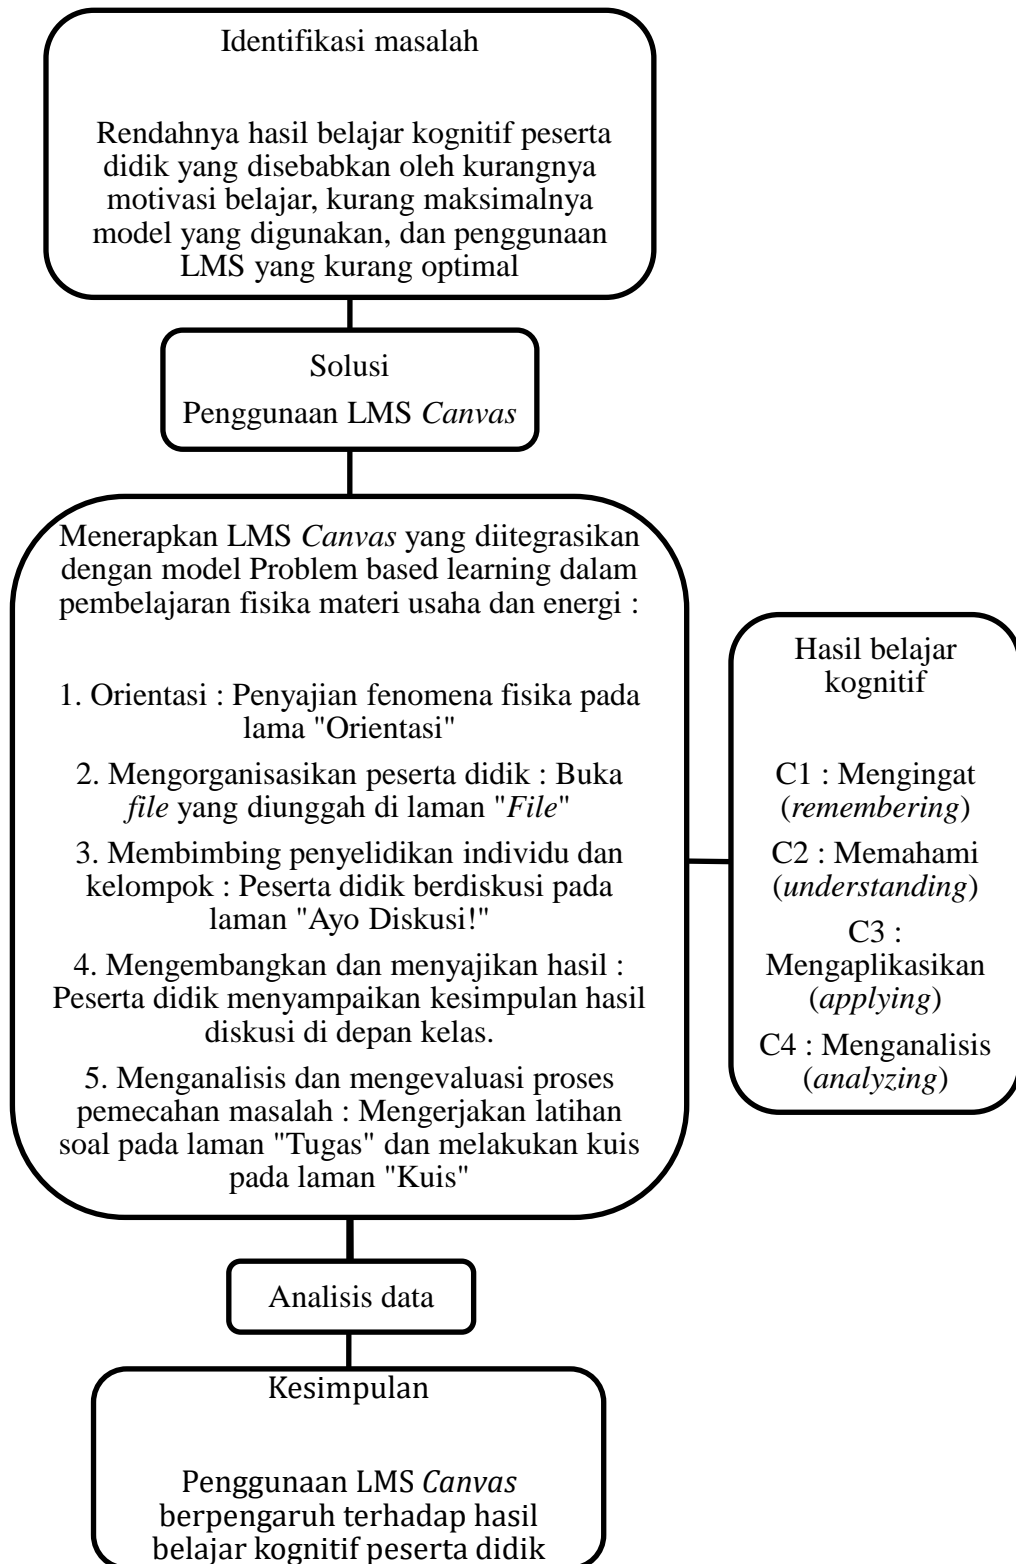 Identifikasi masalah
Rendahnya hasil belajar kognitif peserta
didik yang disebabkan oleh kurangnya
motivasi belajar, kurang maksimalnya
model yang digunakan, dan penggunaan
LMS yang kurang optimal
Solusi
Penggunaan LMS Canvas
Menerapkan LMS Canvas yang diitegrasikan
dengan model Problem based learning dalam
pembelajaran fisika materi usaha dan energi :
1. Orientasi : Penyajian fenomena fisika pada
lama "Orientasi"
2. Mengorganisasikan peserta didik : Buka
file yang diunggah di laman "File"
3. Membimbing penyelidikan individu dan
kelompok : Peserta didik berdiskusi pada
laman "Ayo Diskusi!"
4. Mengembangkan dan menyajikan hasil :
Peserta didik menyampaikan kesimpulan hasil
diskusi di depan kelas.
5. Menganalisis dan mengevaluasi proses
pemecahan masalah : Mengerjakan latihan
soal pada laman "Tugas" dan melakukan kuis
pada laman "Kuis"
Hasil belajar
kognitif
C1 : Mengingat
(remembering)
C2 : Memahami
(understanding)
C3 :
Mengaplikasikan
(applying)
C4 : Menganalisis
(analyzing)
Analisis data
Kesimpulan
Penggunaan LMS Canvas
berpengaruh terhadap hasil
belajar kognitif peserta didik